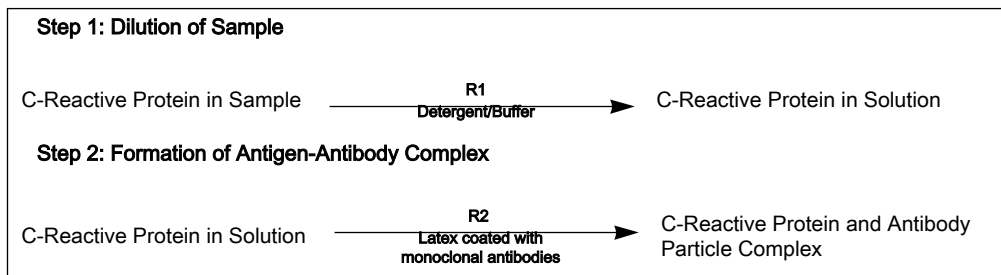 Step 1: Dilution of Sample
C-Reactive Protein in Sample
R1
Detergent/Buffer
C-Reactive Protein in Solution
Step 2: Formation of Antigen-Antibody Complex
C-Reactive Protein in Solution
R2
Latex coated with
monoclonal antibodies
C-Reactive Protein and Antibody
Particle Complex